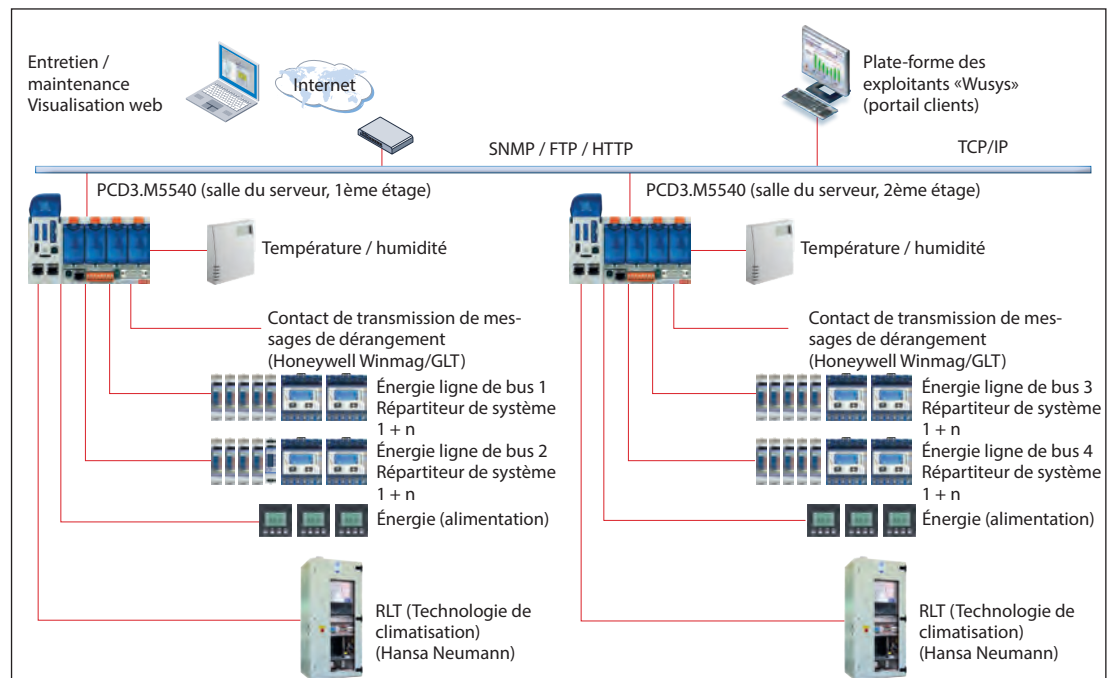 Entretien /
maintenance
Visualisation web
Internet
Plate-forme des
exploitants «Wusys»
(portail clients)
SNMP / FTP / HTTP
TCP/IP
PCD3.M5540 (salle du serveur, 1ème étage)
Température / humidité
Contact de transmission de mes-
sages de dérangement
(Honeywell Winmag/GLT)
Énergie ligne de bus 1
Répartiteur de système
1 + n
Énergie ligne de bus 2
Répartiteur de système
1 + n
Énergie (alimentation)
RLT (Technologie de
climatisation)
(Hansa Neumann)
PCD3.M5540 (salle du serveur, 2ème étage)
Température / humidité
Contact de transmission de mes-
sages de dérangement
(Honeywell Winmag/GLT)
Énergie ligne de bus 3
Répartiteur de système
1 + n
Énergie ligne de bus 4
Répartiteur de système
1 + n
Énergie (alimentation)
RLT (Technologie de
climatisation)
(Hansa Neumann)